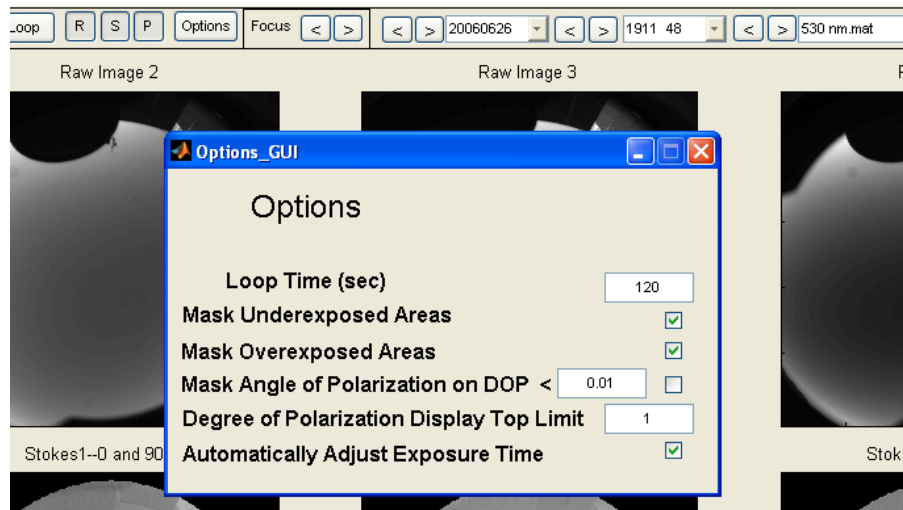 Loop R S P Options Focus < > < > 20060626 < > 1911 48 < > 530 nm.mat
Raw Image 2 Raw Image 3
Options_GUI
Options
Loop Time (sec) 120
Mask Underexposed Areas
Mask Overexposed Areas
Mask Angle of Polarization on DOP < 0.01
Degree of Polarization Display Top Limit 1
Stokes1--0 and 90 Stok
Automatically Adjust Exposure Time